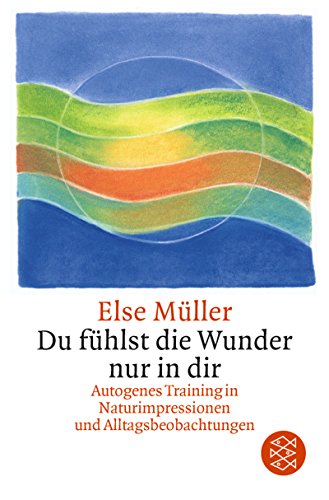 Else Müller
Du fühlst die Wunder
nur in dir
Autogenes Training in
Naturimpressionen
und Alltagsbeobachtungen